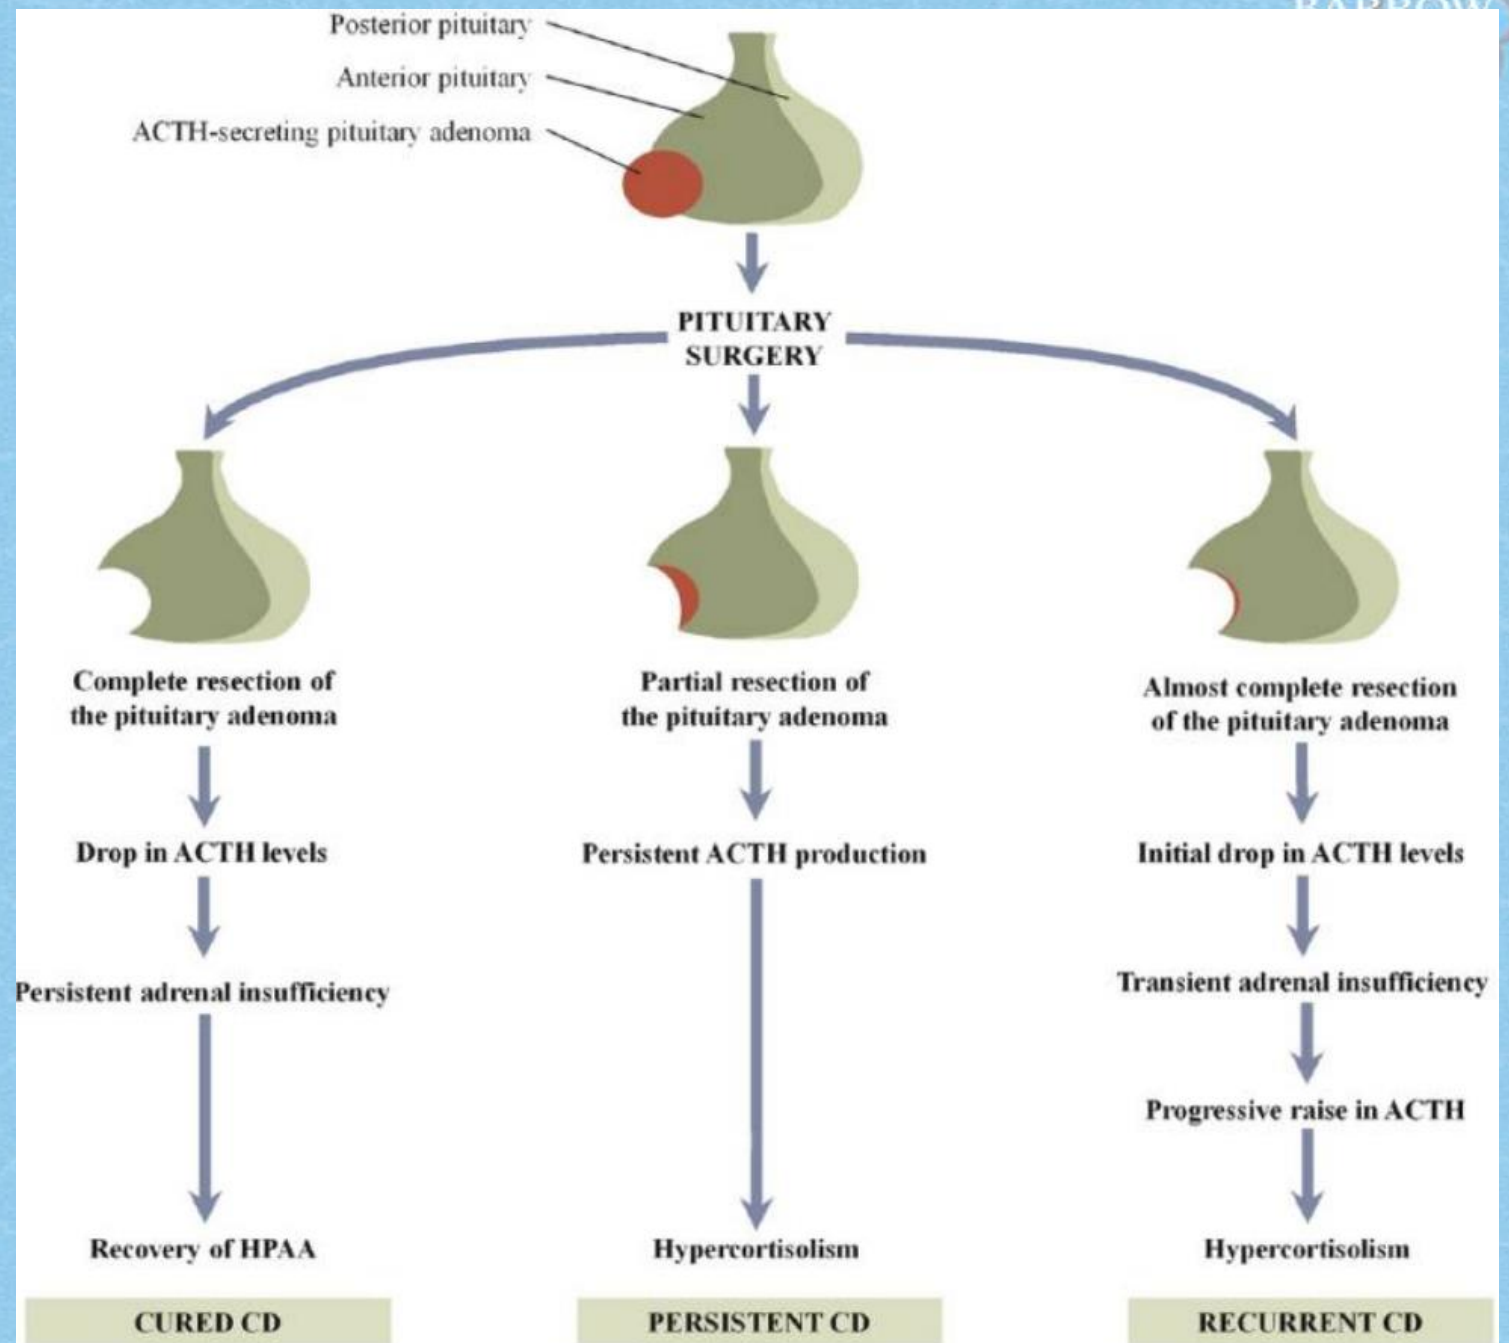 Posterior pituitary
Anterior pituitary
ACTH-secreting pituitary adenoma
PITUITARY
SURGERY
Complete resection of
the pituitary adenoma
Drop in ACTH levels
Persistent adrenal insufficiency
Recovery of HPAA
CURED CD
Partial resection of
the pituitary adenoma
Persistent ACTH production
Hypercortisolism
PERSISTENT CD
Almost complete resection
of the pituitary adenoma
Initial drop in ACTH levels
Transient adrenal insufficiency
Progressive raise in ACTH
Hypercortisolism
RECURRENT CD